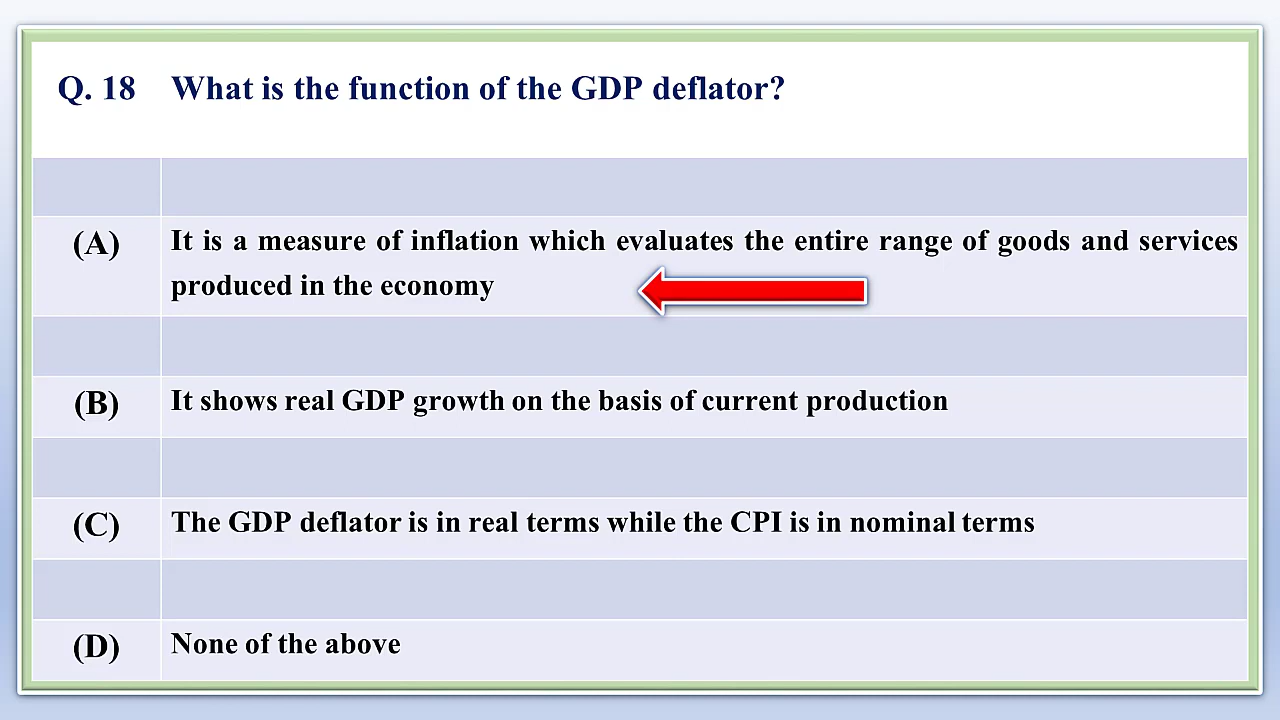 Q. 18 What is the function of the GDP deflator?
(A) It is a measure of inflation which evaluates the entire range of goods and services
produced in the economy
(B) It shows real GDP growth on the basis of current production
(C) The GDP deflator is in real terms while the CPI is in nominal terms
(D) None of the above